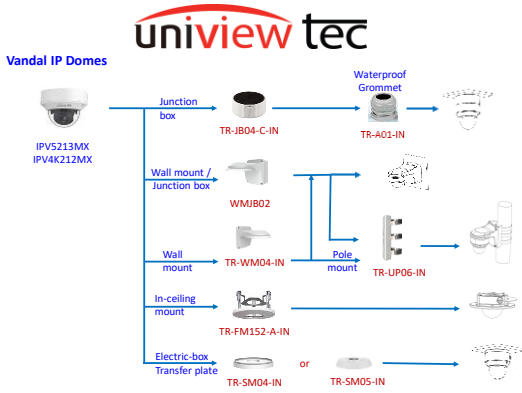 uniview tec
Vandal IP Domes
IPV5213MX
IPV4K212MX
Junction
box
TR-JB04-C-IN
Waterproof
Grommet
TR-A01-IN
Wall mount /
Junction box
WMJB02
Wall
mount
TR-WM04-IN
Pole
mount
TR-UP06-IN
In-ceiling
mount
TR-FM152-A-IN
Electric-box
Transfer plate
TR-SM04-IN
or
TR-SM05-IN